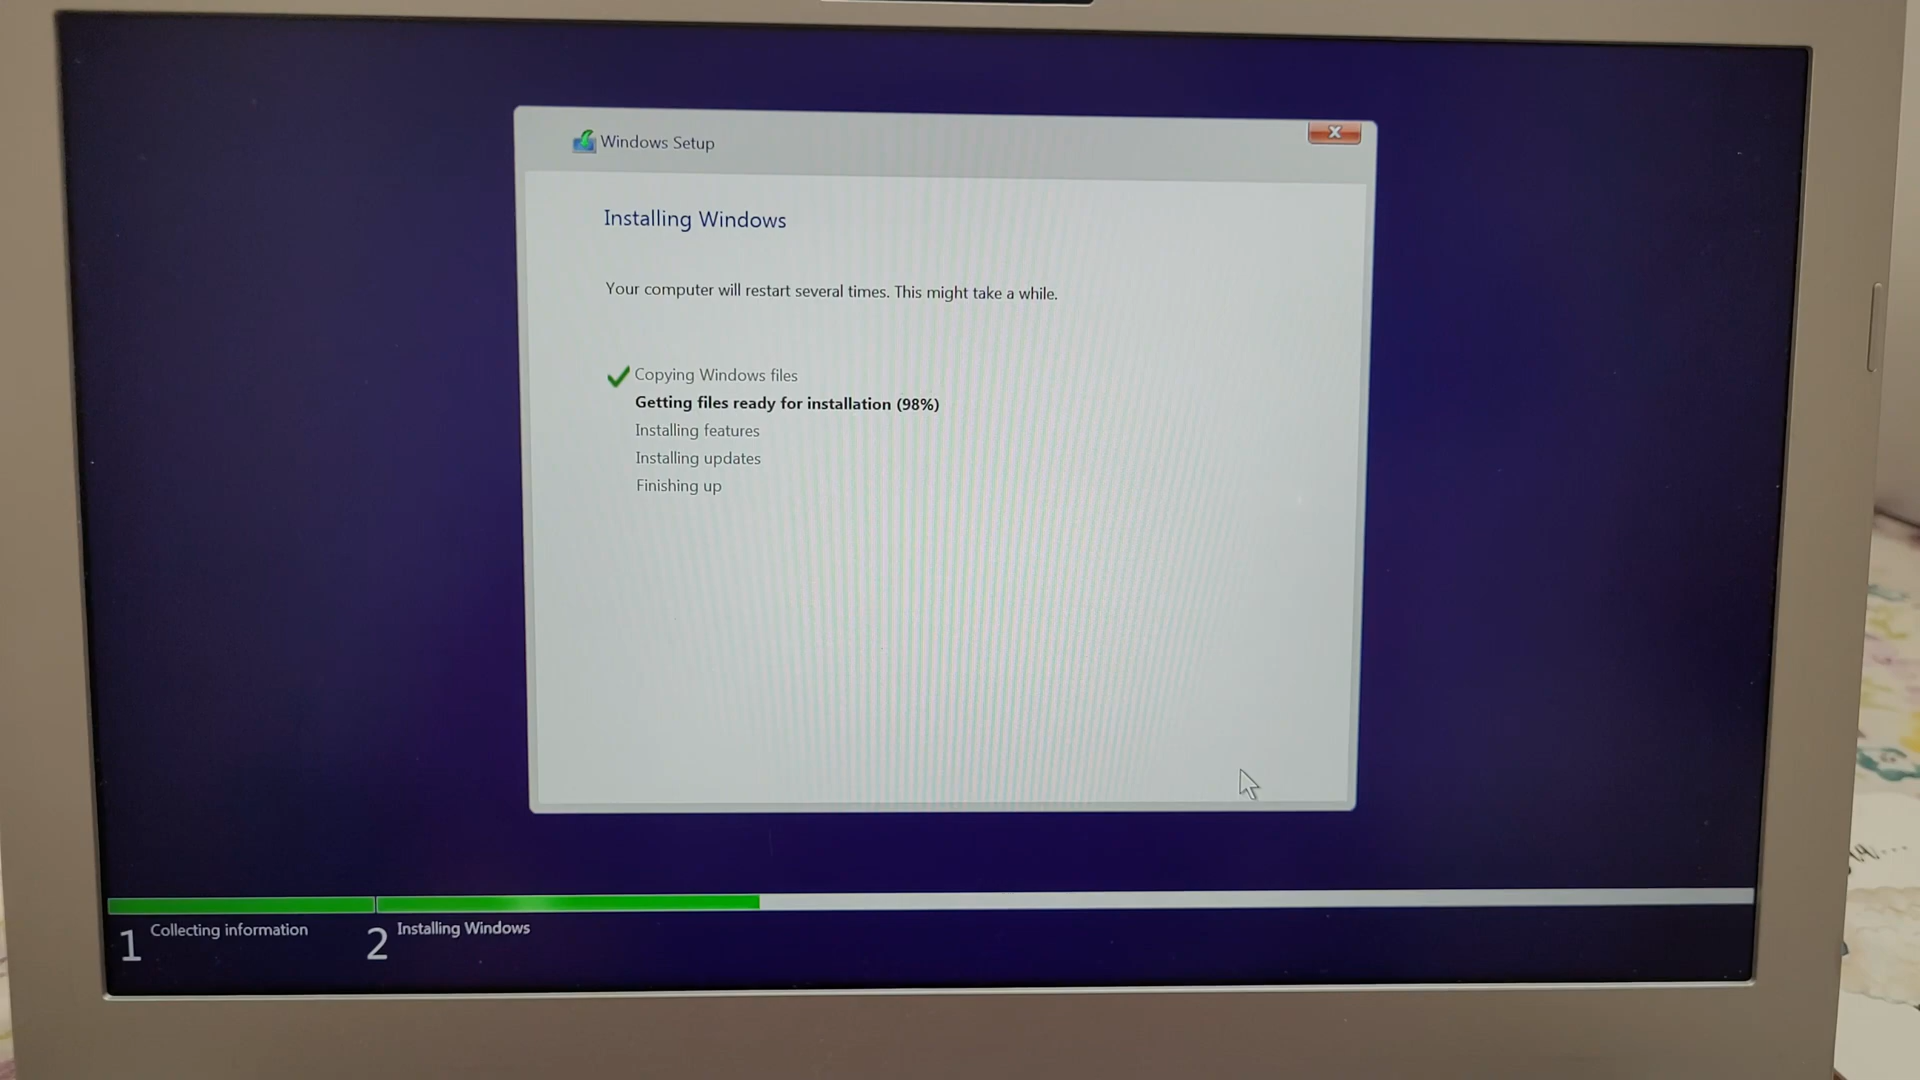 Windows Setup
Installing Windows
Your computer will restart several times. This might take a while.
Copying Windows files
Getting files ready for installation (98%)
Installing features
Installing updates
Finishing up
1 Collecting information
2 Installing Windows